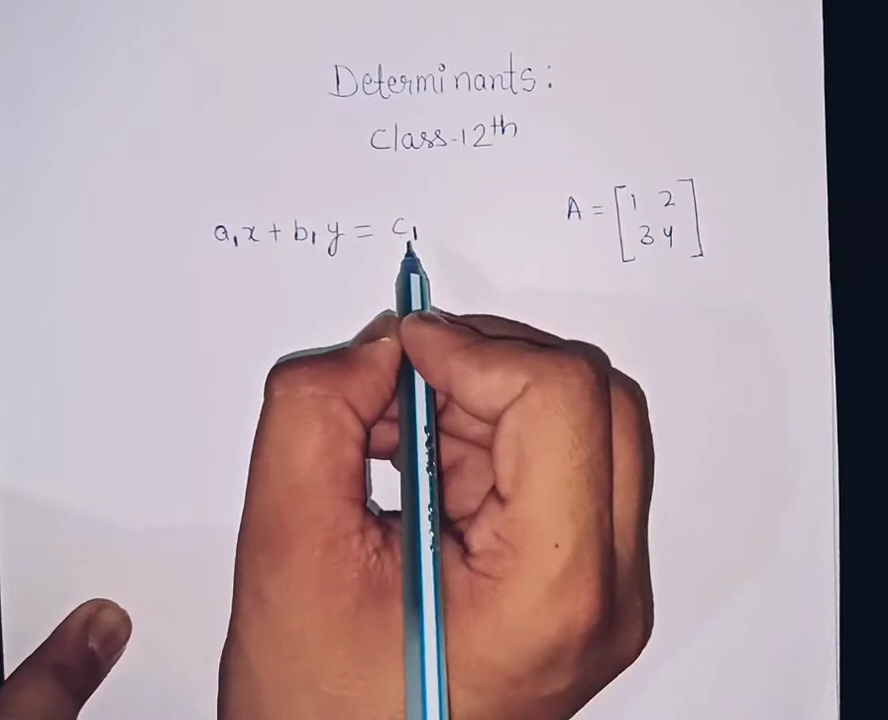 Determinants:
Class-12th
a₁x + b₁y = c₁
A = [1 2
3 4]